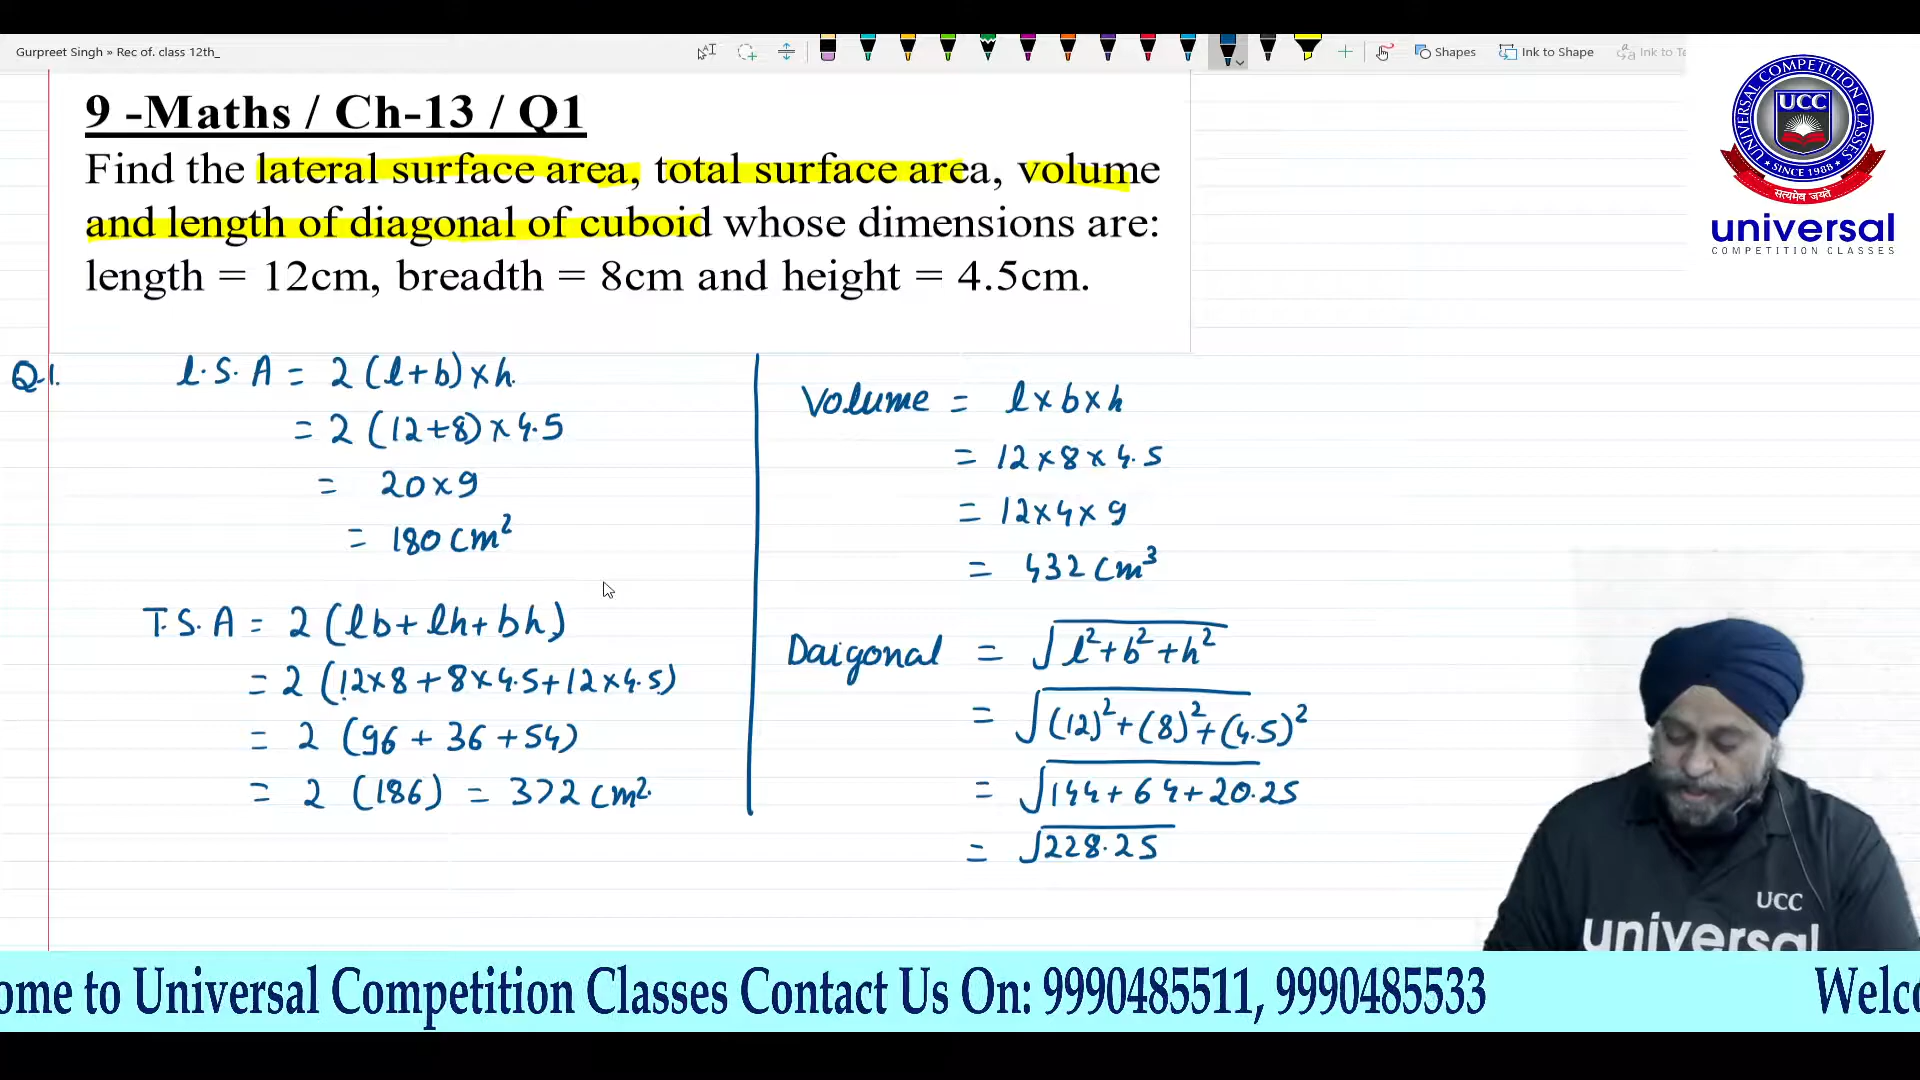 Gurpreet Singh » Rec of. class 12th_
Shapes
Ink to Shape
Ink to Te
9 -Maths / Ch-13 / Q1
Find the lateral surface area, total surface area, volume
and length of diagonal of cuboid whose dimensions are:
length = 12cm, breadth = 8cm and height = 4.5cm.
UNIVERSAL COMPETITION CLASSES
UCC
* SINCE 1988 *
सत्यमेव जयते
universal
COMPETITION CLASSES
Q.1.
l.S.A = 2 (l+b)×h.
= 2 (12+8)×4.5
= 20×9
= 180 cm²
T.S.A = 2 (lb+lh+bh)
= 2 (12×8+8×4.5+12×4.5)
= 2 (96+36+54)
= 2 (186) = 372 cm².
Volume = l×b×h
= 12×8×4.5
= 12×4×9
= 432 cm³
Daigonal = √l²+b²+h²
= √(12)²+(8)²+(4.5)²
= √144+64+20.25
= √228.25
UCC
universal
ome to Universal Competition Classes Contact Us On: 9990485511, 9990485533
Welco